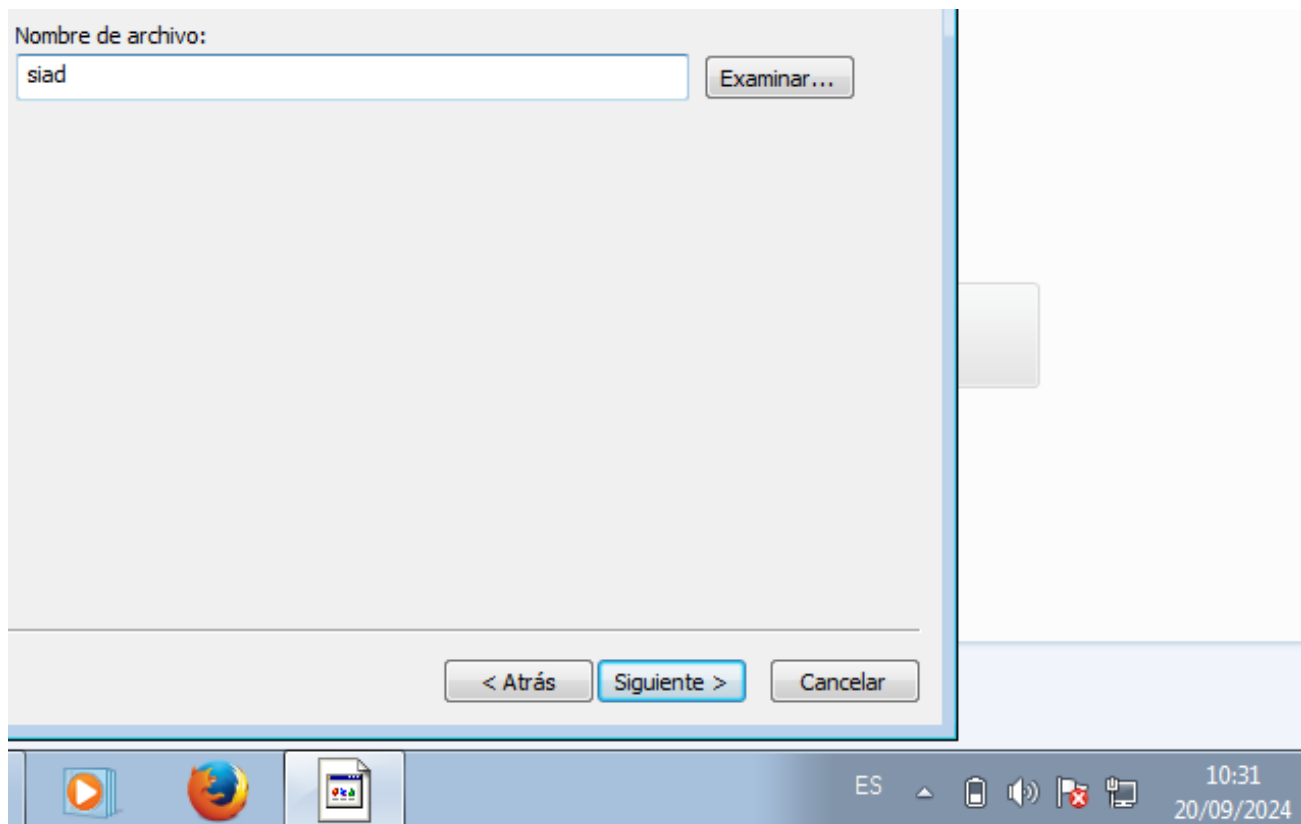 Nombre de archivo:
siad
Examinar...
< Atrás
Siguiente >
Cancelar
ES
10:31
20/09/2024